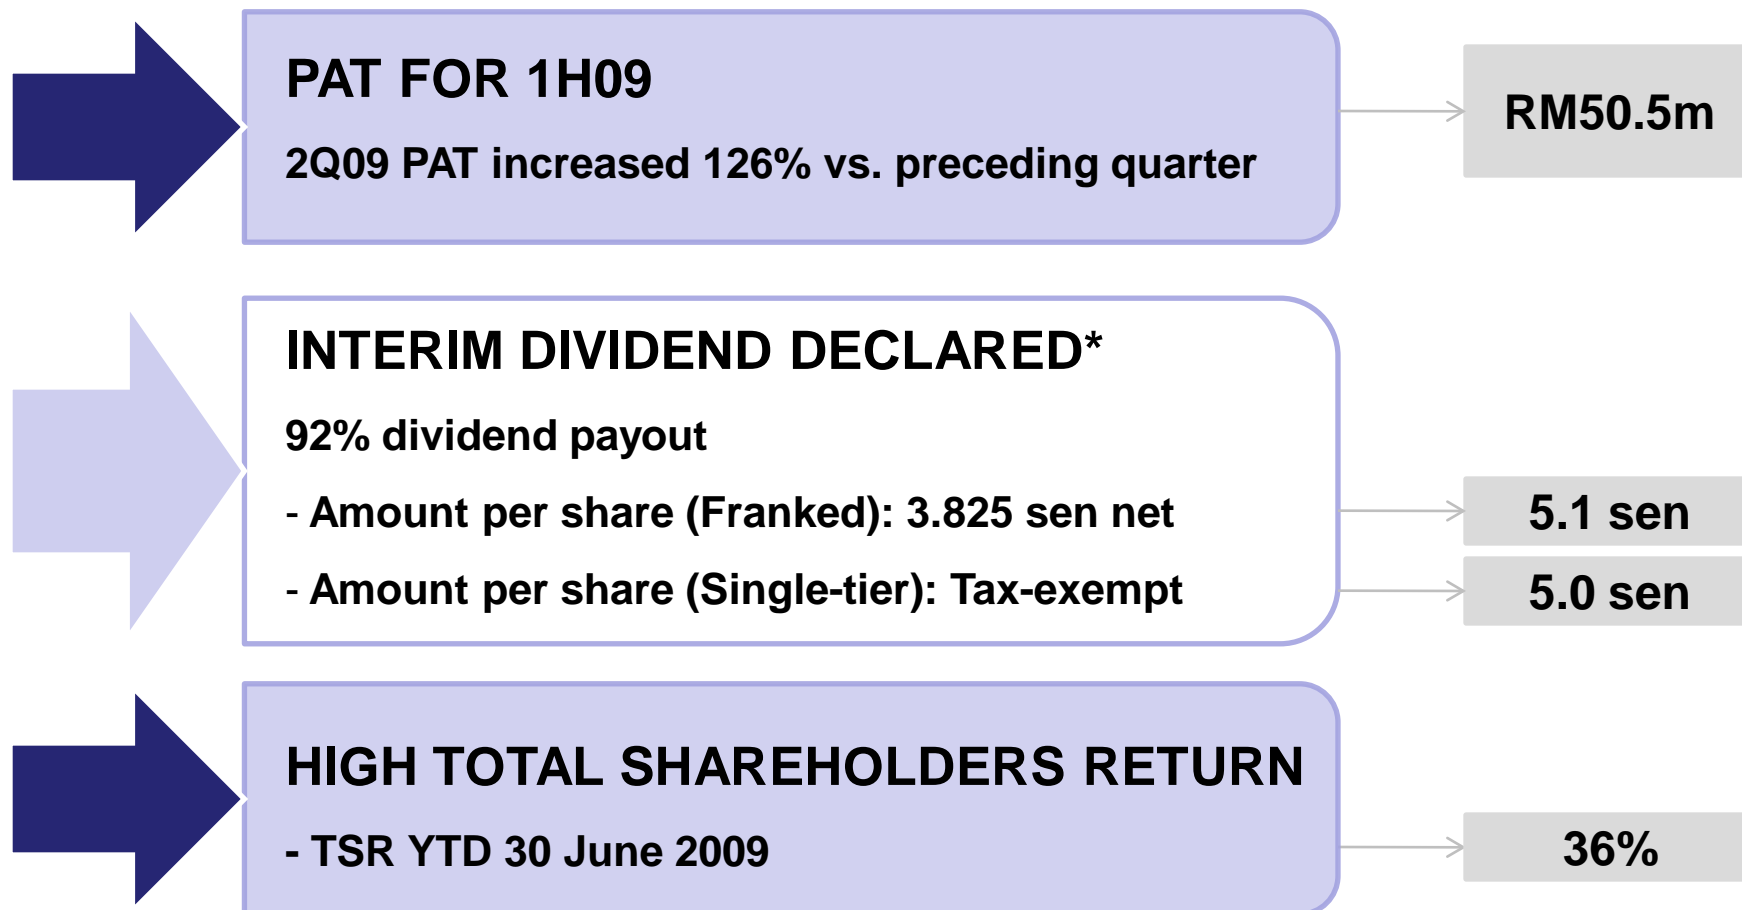 PAT FOR 1H09
2Q09 PAT increased 126% vs. preceding quarter
RM50.5m
INTERIM DIVIDEND DECLARED*
92% dividend payout
- Amount per share (Franked): 3.825 sen net
5.1 sen
- Amount per share (Single-tier): Tax-exempt
5.0 sen
HIGH TOTAL SHAREHOLDERS RETURN
- TSR YTD 30 June 2009
36%